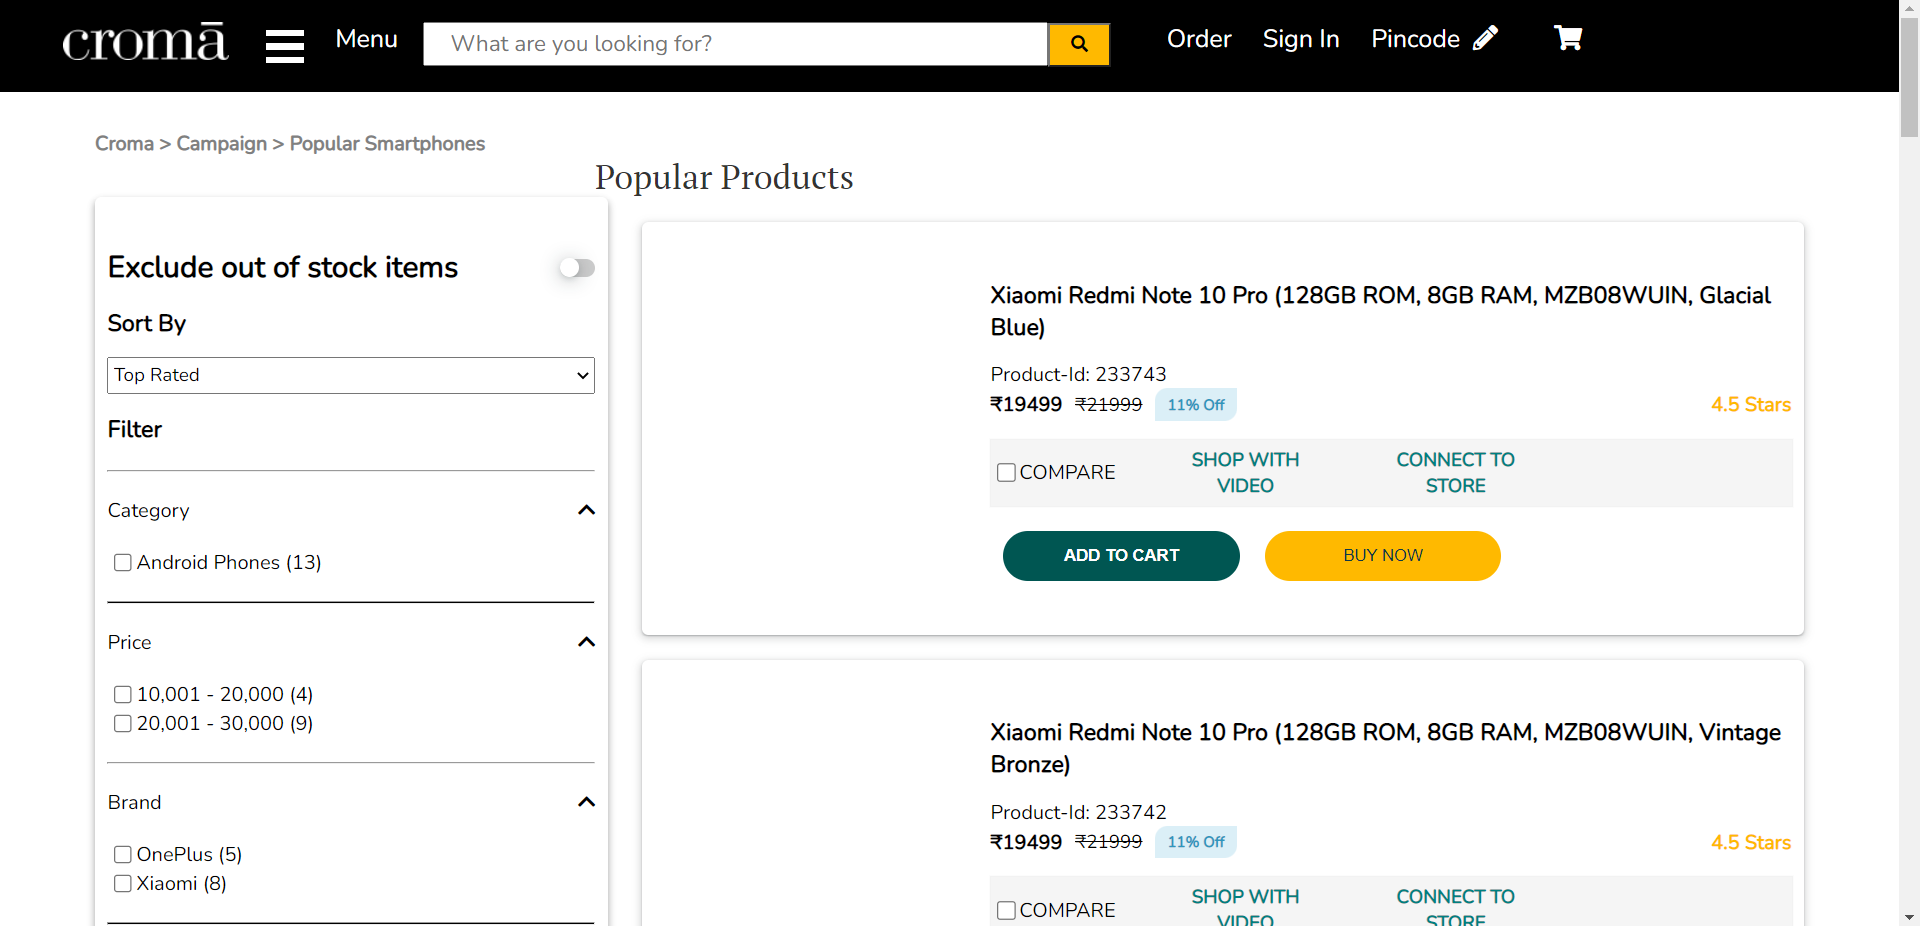 cromā
Menu
What are you looking for?
Order
Sign In
Pincode
Croma > Campaign > Popular Smartphones
Popular Products
Exclude out of stock items
Sort By
Top Rated
Filter
Category
Android Phones (13)
Price
10,001 - 20,000 (4)
20,001 - 30,000 (9)
Brand
OnePlus (5)
Xiaomi (8)
Xiaomi Redmi Note 10 Pro (128GB ROM, 8GB RAM, MZB08WUIN, Glacial
Blue)
Product-Id: 233743
₹19499 ₹21999 11% Off
4.5 Stars
COMPARE
SHOP WITH
VIDEO
CONNECT TO
STORE
ADD TO CART
BUY NOW
Xiaomi Redmi Note 10 Pro (128GB ROM, 8GB RAM, MZB08WUIN, Vintage
Bronze)
Product-Id: 233742
₹19499 ₹21999 11% Off
4.5 Stars
COMPARE
SHOP WITH
VIDEO
CONNECT TO
STORE